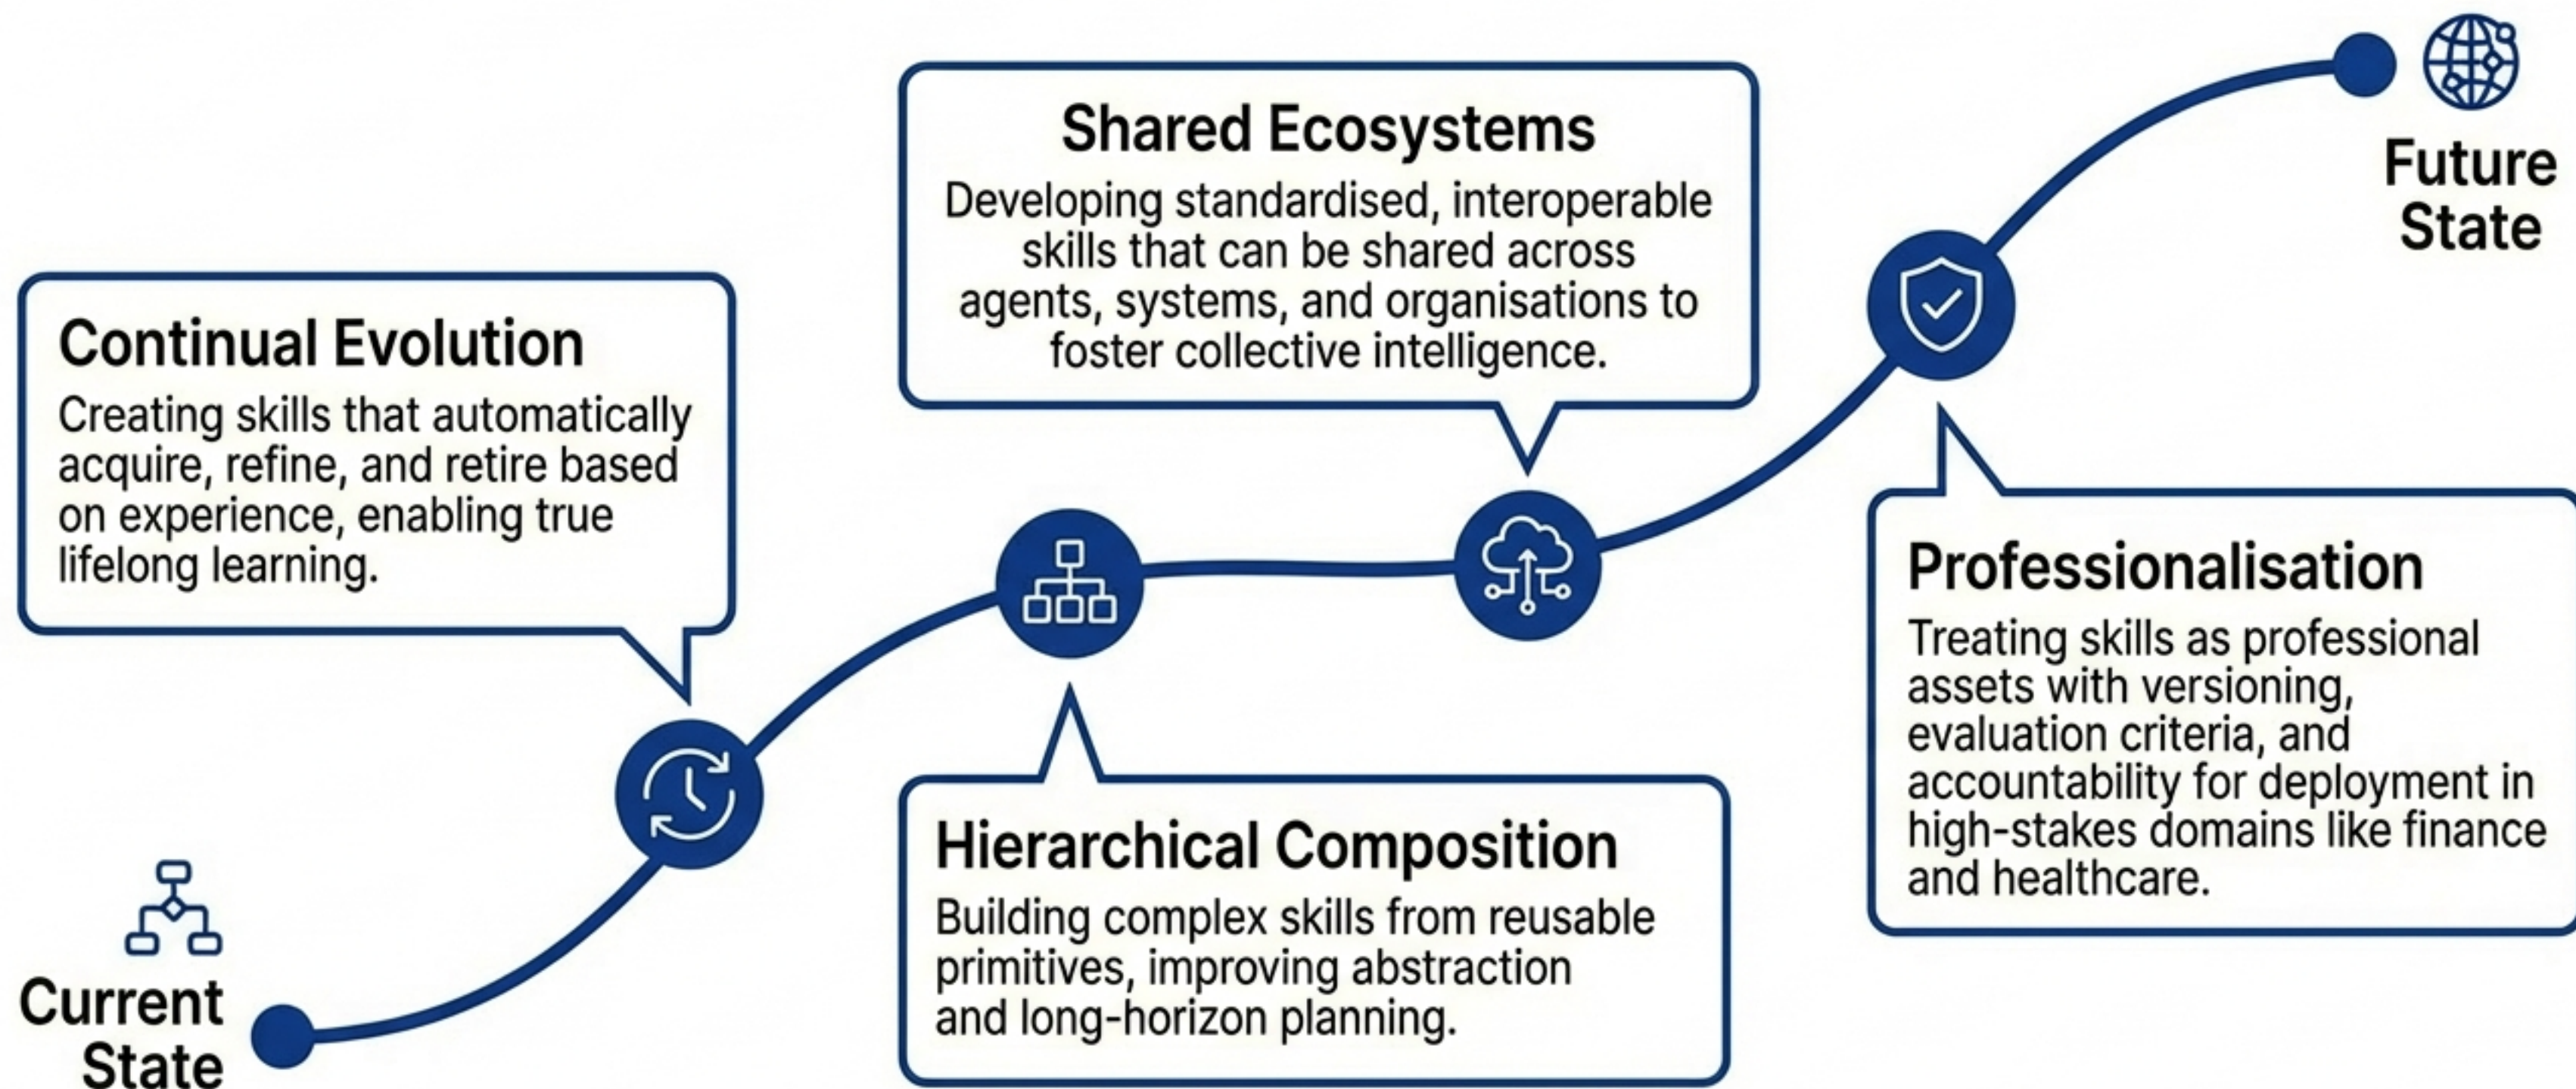 Current
State
Continual Evolution
Creating skills that automatically
acquire, refine, and retire based
on experience, enabling true
lifelong learning.
Hierarchical Composition
Building complex skills from reusable
primitives, improving abstraction
and long-horizon planning.
Shared Ecosystems
Developing standardised, interoperable
skills that can be shared across
agents, systems, and organisations to
foster collective intelligence.
Professionalisation
Treating skills as professional
assets with versioning,
evaluation criteria, and
accountability for deployment in
high-stakes domains like finance
and healthcare.
Future
State